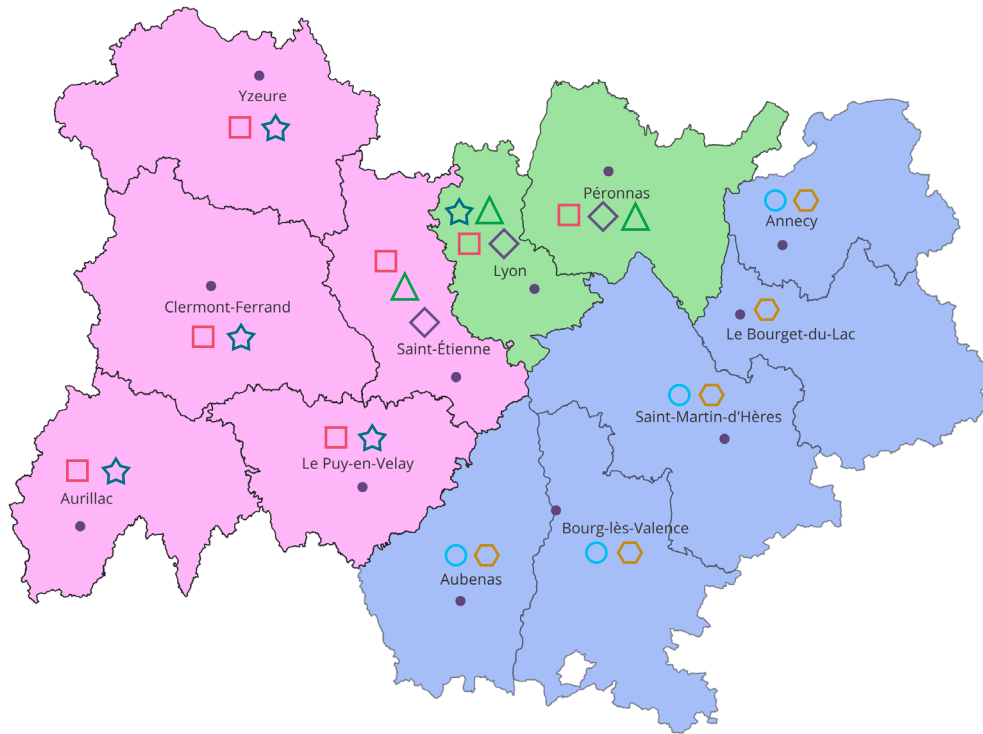 Yzeure
Péronnas
Annecy
Lyon
Clermont-Ferrand
Le Bourget-du-Lac
Saint-Étienne
Saint-Martin-d'Hères
Le Puy-en-Velay
Aurillac
Bourg-lès-Valence
Aubenas